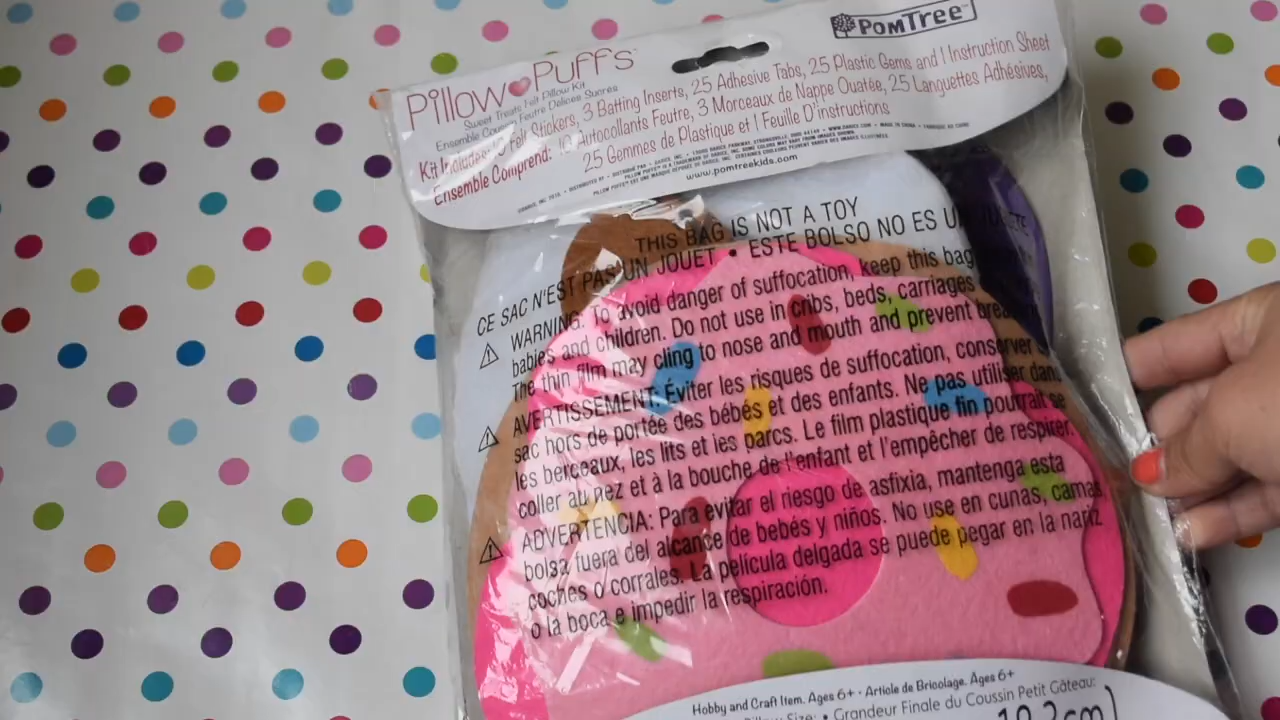 POMTREE
Pillow Puffs
Sweet Treats Felt Pillow Kit
Ensemble Coussin Feutre Délices Sucrés
Kit Includes: 10 Felt Stickers, 3 Batting Inserts, 25 Adhesive Tabs, 25 Plastic Gems and 1 Instruction Sheet
Ensemble Comprend: 10 Autocollants Feutre, 3 Morceaux de Nappe Ouatée, 25 Languettes Adhésives,
25 Gemmes de Plastique et 1 Feuille D'instructions
www.pomtreekids.com
THIS BAG IS NOT A TOY
CE SAC N'EST PAS UN JOUET • ESTE BOLSO NO ES UN
WARNING: To avoid danger of suffocation, keep this bag
babies and children. Do not use in cribs, beds, carriages
The thin film may cling to nose and mouth and prevent
AVERTISSEMENT: Éviter les risques de suffocation, conserver
sac hors de portée des bébés et des enfants. Ne pas utiliser dans
les berceaux, les lits et les parcs. Le film plastique fin pourrait se
coller au nez et à la bouche de l'enfant et l'empêcher de respirer.
ADVERTENCIA: Para evitar el riesgo de asfixia, mantenga esta
bolsa fuera del alcance de bebés y niños. No use en cunas, camas,
coches o corrales. La película delgada se puede pegar en la nariz
o la boca e impedir la respiración.
Hobby and Craft Item. Ages 6+ • Article de Bricolage. Ages 6+
Pillow Size: • Grandeur Finale du Coussin Petit Gâteau: